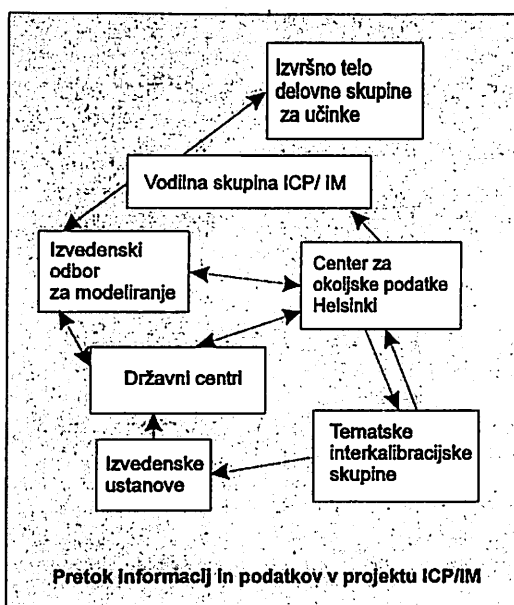 Izvršno telo
delovne skupine
za učinke
Vodilna skupina ICP/ IM
Izvedenski
odbor
za modeliranje
Center za
okoljske podatke
Helsinki
Državni centri
Izvedenske
ustanove
Tematske
interkalibracijske
skupine
Pretok informacij in podatkov v projektu ICP/IM